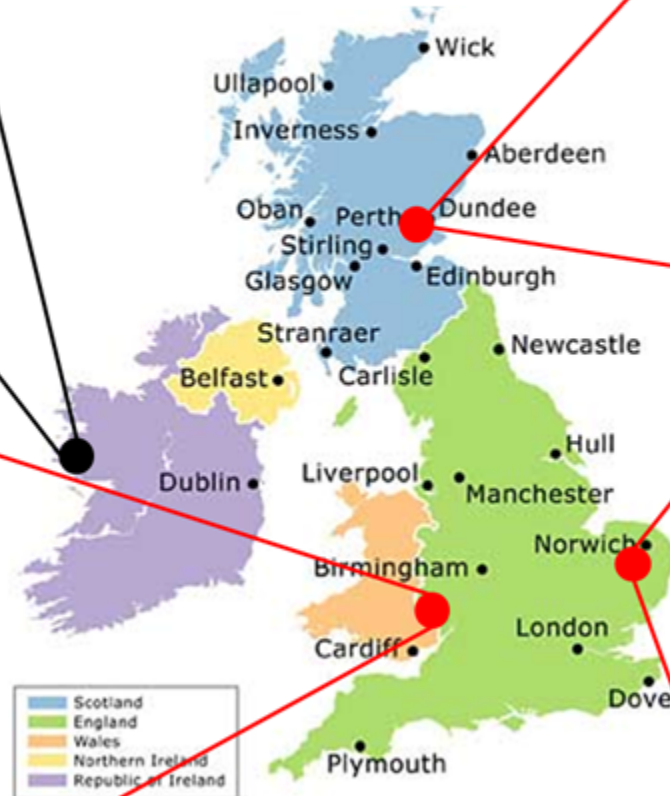 Wick
Ullapool
Inverness
Aberdeen
Oban
Perth
Dundee
Stirling
Glasgow
Edinburgh
Stranraer
Newcastle
Belfast
Carlisle
Hull
Liverpool
Dublin
Manchester
Norwich
Birmingham
London
Cardiff
Dove
Plymouth
Scotland
England
Wales
Northern Ireland
Republic of Ireland